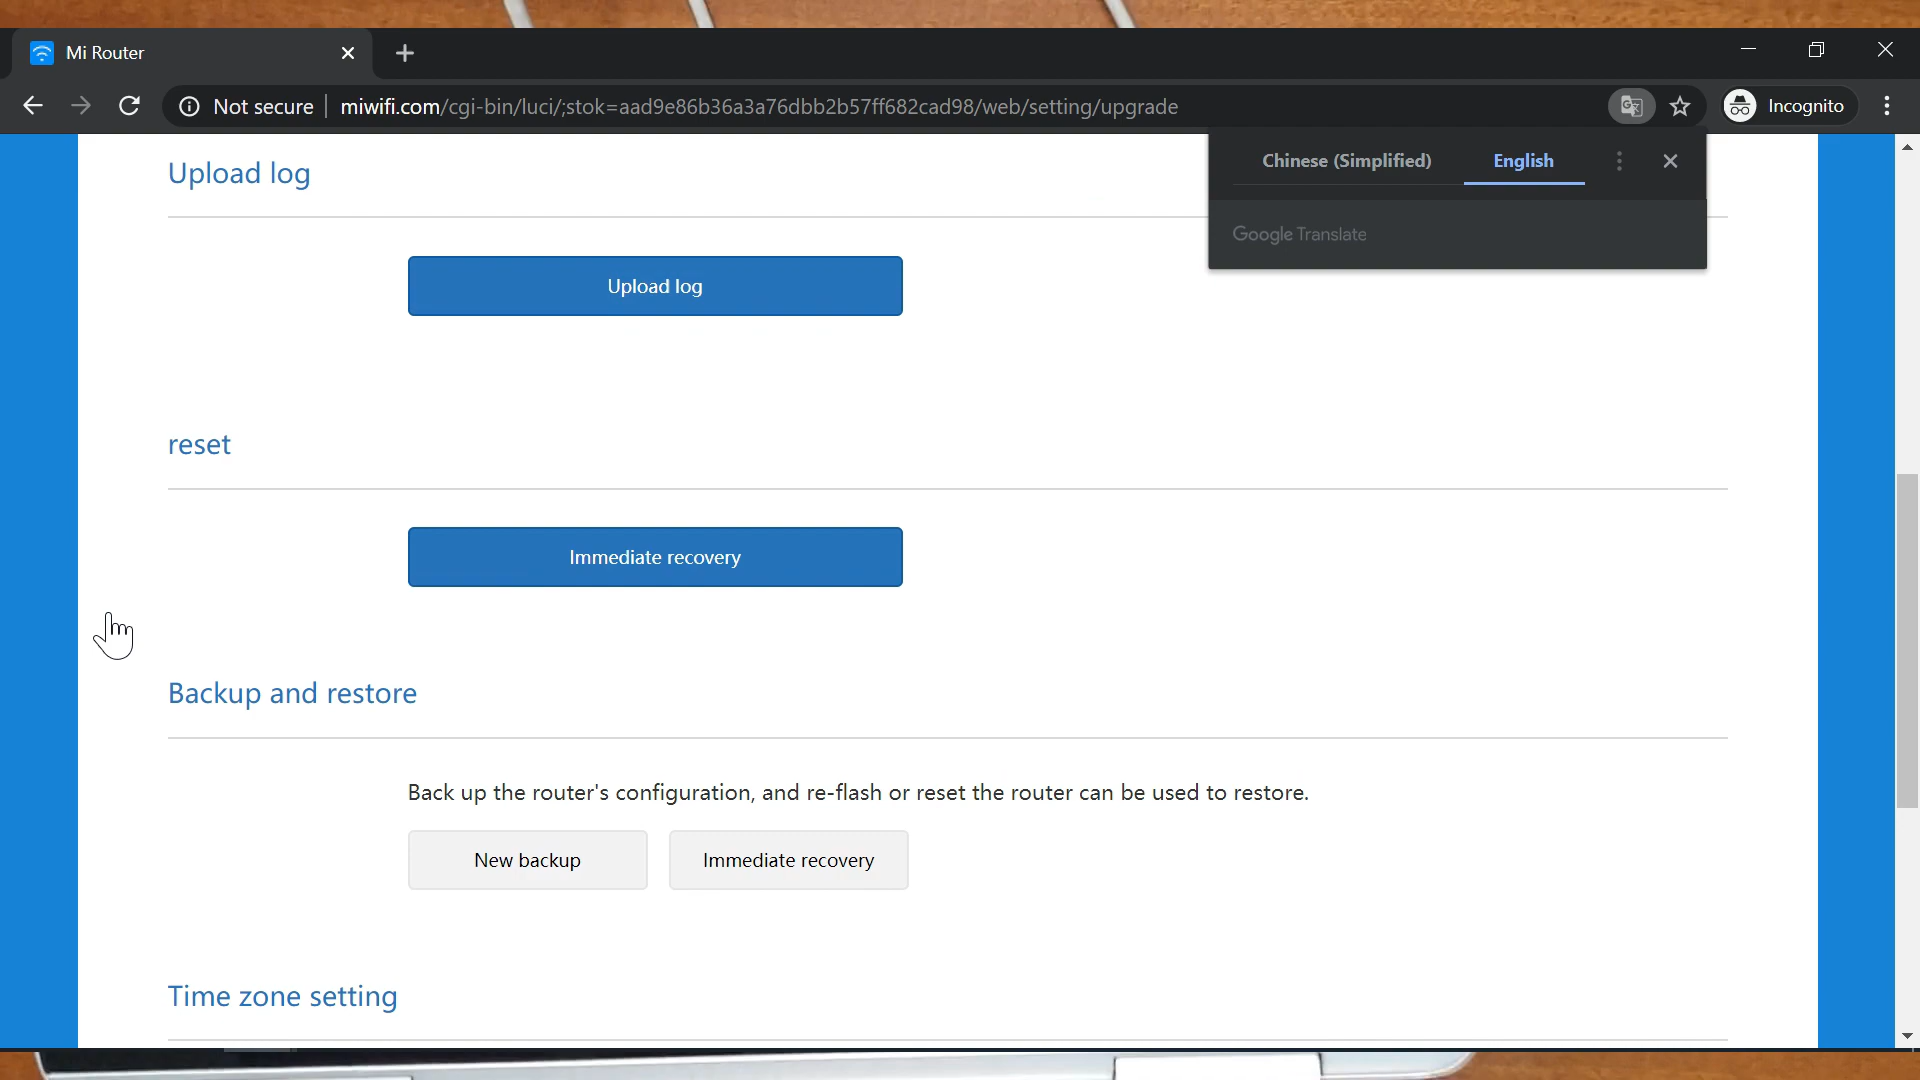 Mi Router
Not secure
miwifi.com/cgi-bin/luci/;stok=aad9e86b36a3a76dbb2b57ff682cad98/web/setting/upgrade
Incognito
Chinese (Simplified) English
Google Translate
Upload log
Upload log
reset
Immediate recovery
Backup and restore
Back up the router's configuration, and re-flash or reset the router can be used to restore.
New backup Immediate recovery
Time zone setting